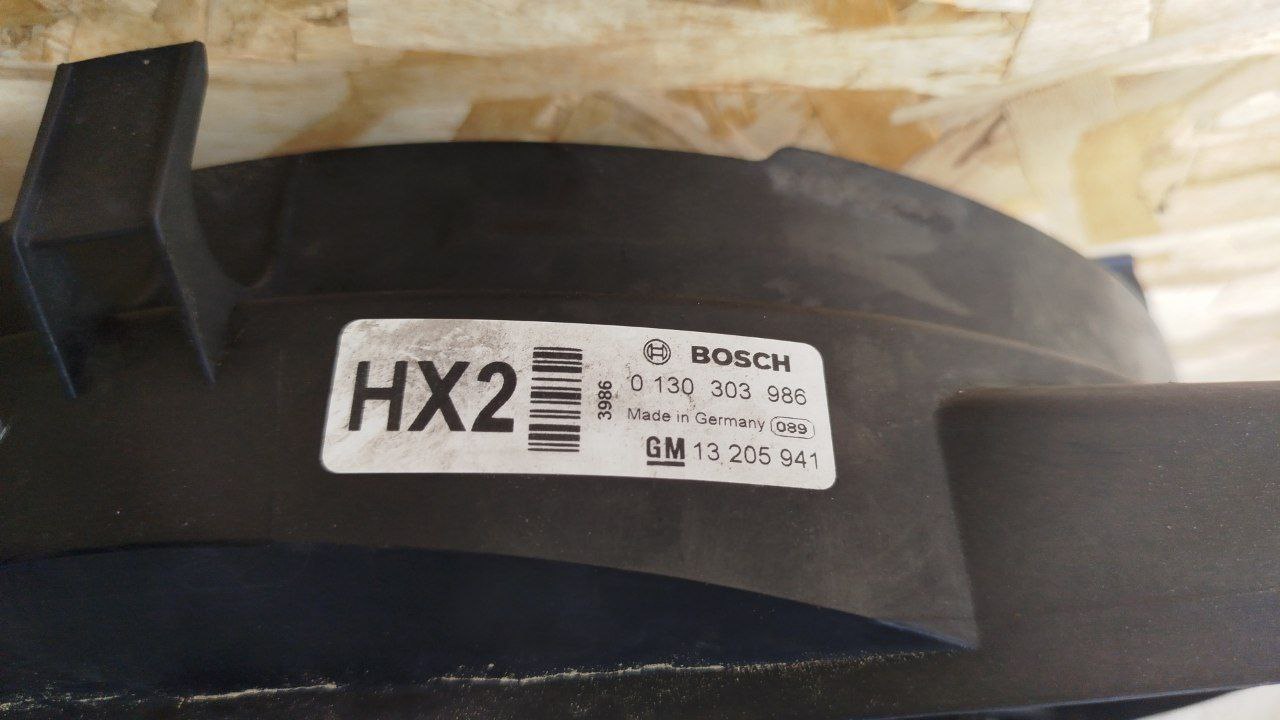 HX2
3986
BOSCH
0 130 303 986
Made in Germany 089
GM 13 205 941